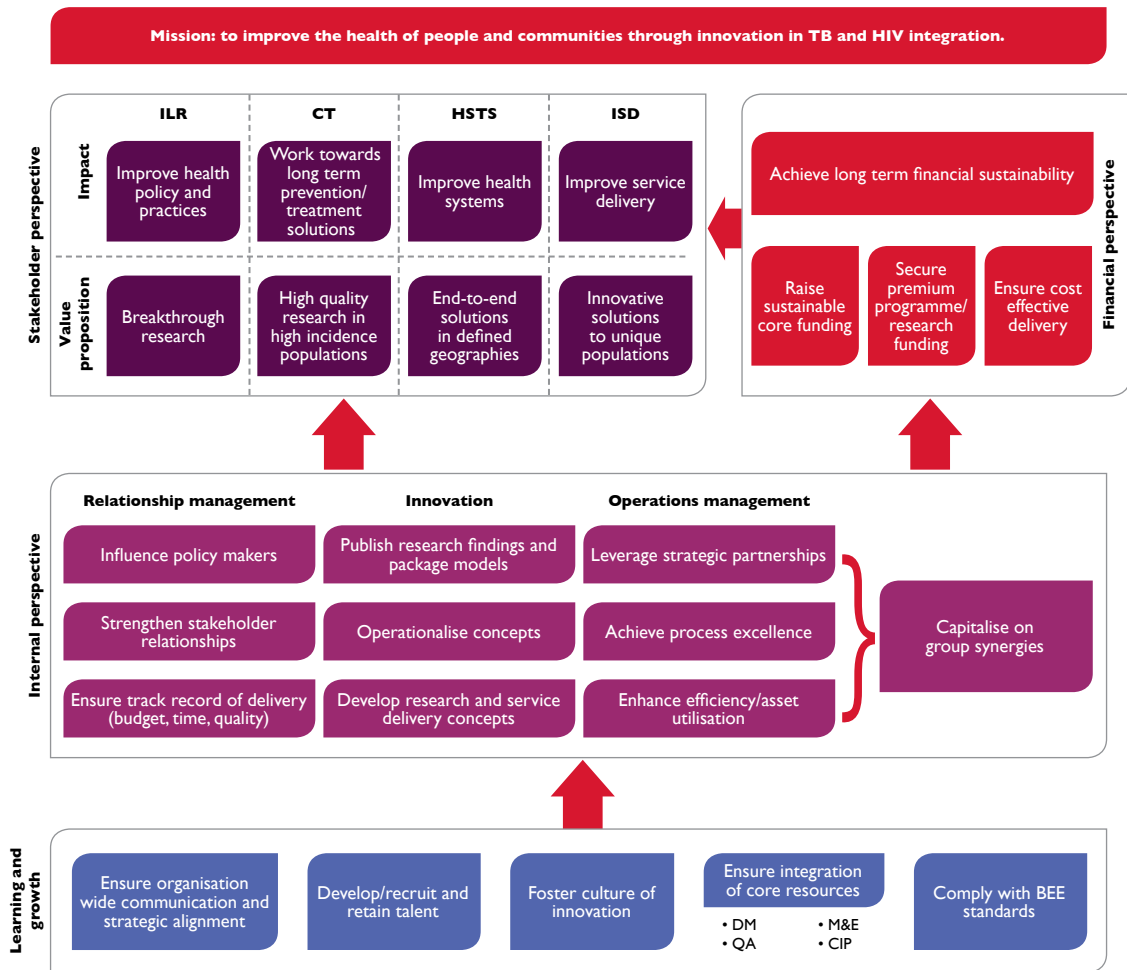 Mission: to improve the health of people and communities through innovation in TB and HIV integration.
Stakeholder perspective
ILR
CT
HSTS
ISD
Impact
Improve health
policy and
practices
Work towards
long term
prevention/
treatment
solutions
Improve health
systems
Improve service
delivery
Value
proposition
Breakthrough
research
High quality
research in
high incidence
populations
End-to-end
solutions
in defined
geographies
Innovative
solutions
to unique
populations
Financial perspective
Achieve long term financial sustainability
Raise
sustainable
core funding
Secure
premium
programme/
research
funding
Ensure cost
effective
delivery
Internal perspective
Relationship management
Innovation
Operations management
Influence policy makers
Publish research findings and
package models
Leverage strategic partnerships
Strengthen stakeholder
relationships
Operationalise concepts
Achieve process excellence
Ensure track record of delivery
(budget, time, quality)
Develop research and service
delivery concepts
Enhance efficiency/asset
utilisation
Capitalise on
group synergies
Learning and
growth
Ensure organisation
wide communication and
strategic alignment
Develop/recruit and
retain talent
Foster culture of
innovation
Ensure integration
of core resources
• DM
• QA
• M&E
• CIP
Comply with BEE
standards